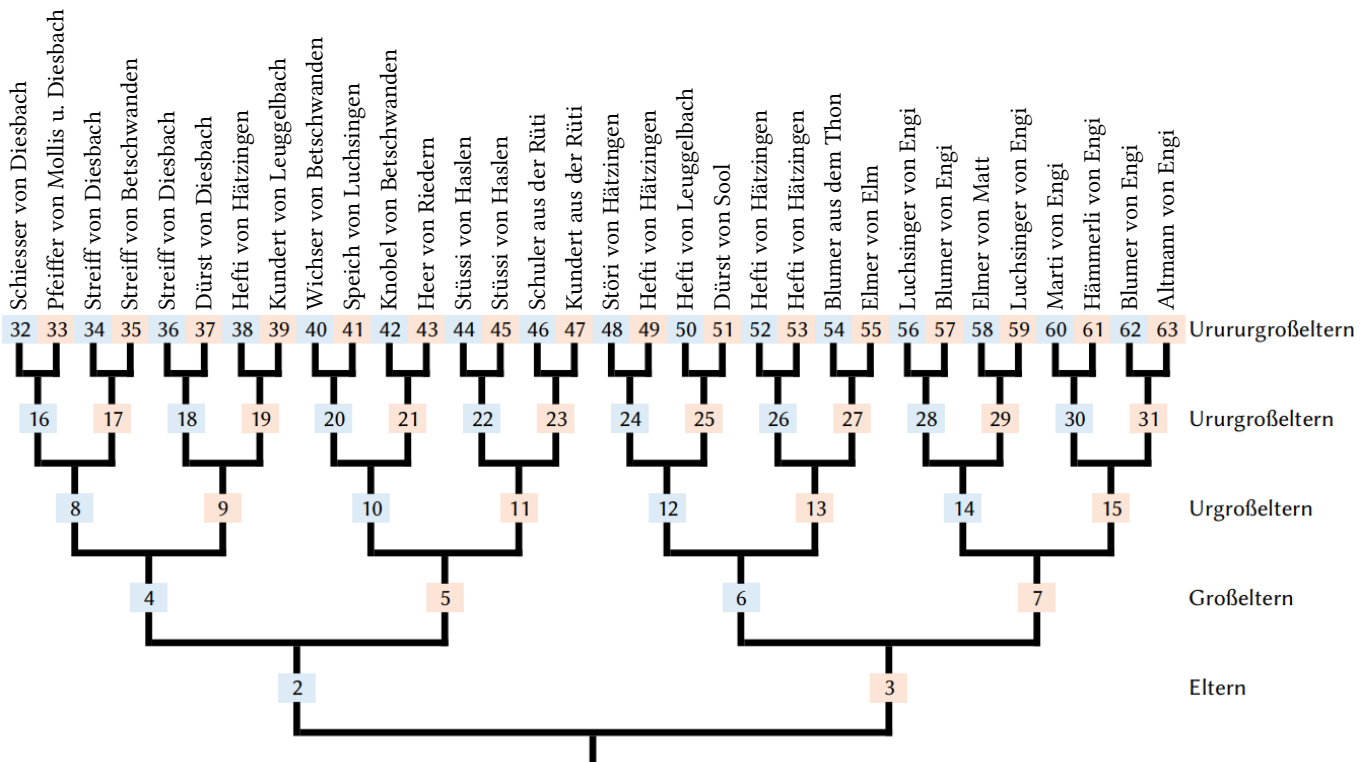 Schiesser von Diesbach
Pfeiffer von Mollis u. Diesbach
Streiff von Diesbach
Streiff von Betschwanden
Streiff von Diesbach
Dürst von Diesbach
Hefti von Hätzingen
Kundert von Leuggelbach
Wichser von Betschwanden
Speich von Luchsingen
Knobel von Betschwanden
Heer von Riedern
Stüssi von Haslen
Stüssi von Haslen
Schuler aus der Rüti
Kundert aus der Rüti
Störi von Hätzingen
Hefti von Hätzingen
Hefti von Leuggelbach
Dürst von Sool
Hefti von Hätzingen
Hefti von Hätzingen
Blumer aus dem Thon
Elmer von Elm
Luchsinger von Engi
Blumer von Engi
Elmer von Matt
Luchsinger von Engi
Marti von Engi
Hämmerli von Engi
Blumer von Engi
Altmann von Engi
32 33 34 35 36 37 38 39 40 41 42 43 44 45 46 47 48 49 50 51 52 53 54 55 56 57 58 59 60 61 62 63 Urururgroßeltern
16 17 18 19 20 21 22 23 24 25 26 27 28 29 30 31 Ururgroßeltern
8 9 10 11 12 13 14 15 Urgroßeltern
4 5 6 7 Großeltern
2 3 Eltern